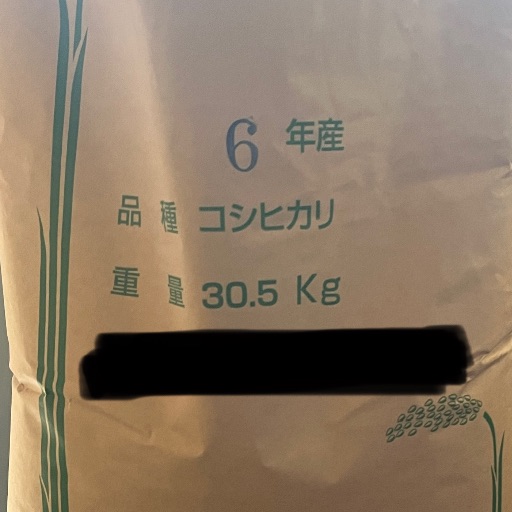 6 年産
品種 コシヒカリ
重量 30.5 Kg